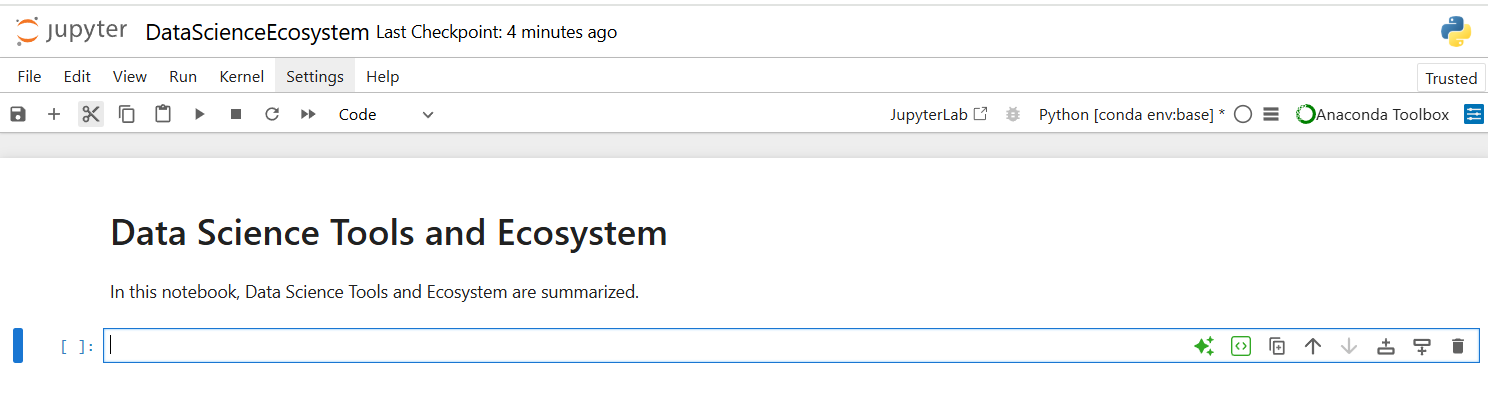 jupyter DataScienceEcosystem Last Checkpoint: 4 minutes ago
File Edit View Run Kernel Settings Help
Trusted
Code JupyterLab Python [conda env:base] * Anaconda Toolbox
Data Science Tools and Ecosystem
In this notebook, Data Science Tools and Ecosystem are summarized.
[ ]: